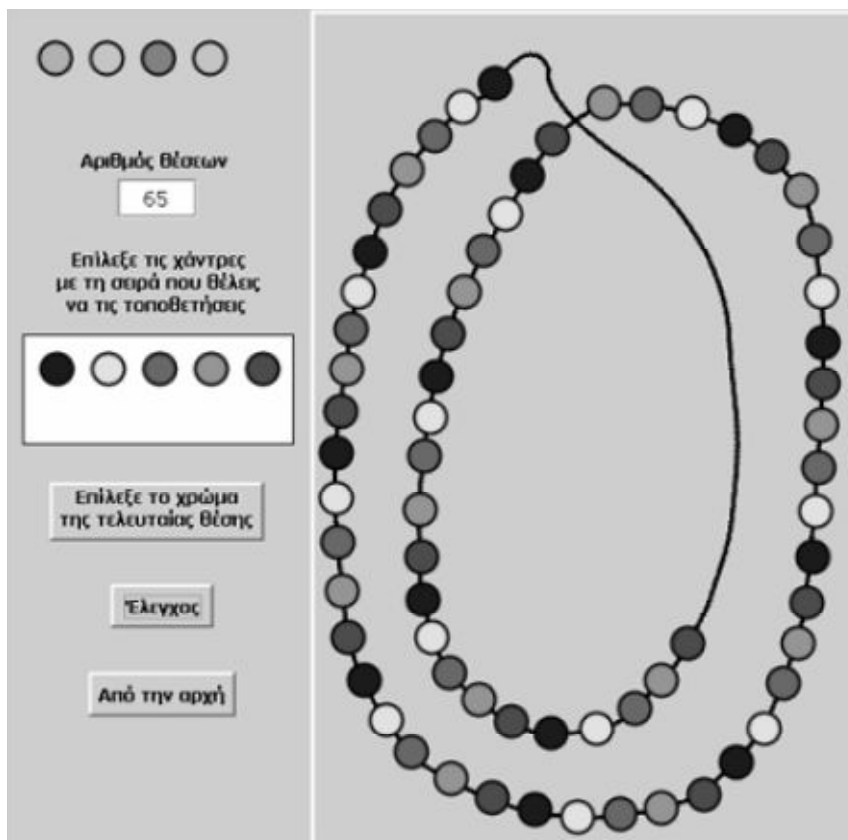 Αριθμός θέσεων
65
Επίλεξε τις χάντρες
με τη σειρά που θέλεις
να τις τοποθετήσεις
Επίλεξε το χρώμα
της τελευταίας θέσης
Έλεγχος
Από την αρχή